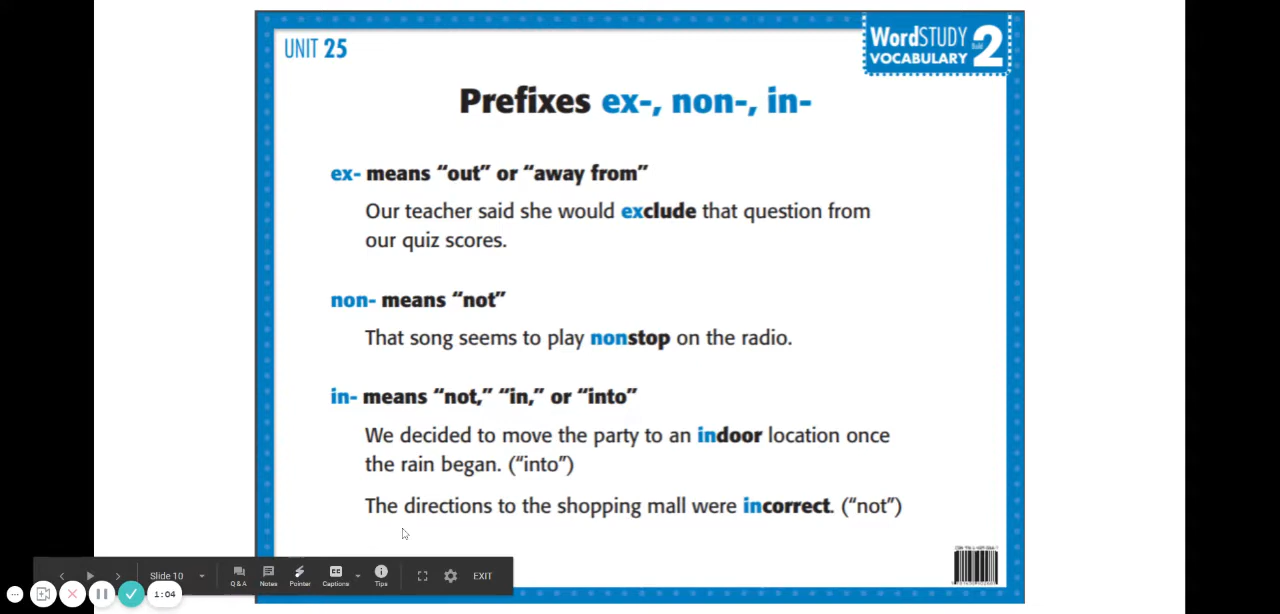 UNIT 25
WordSTUDY
VOCABULARY 2
Prefixes ex-, non-, in-
ex- means “out” or “away from”
Our teacher said she would exclude that question from
our quiz scores.
non- means “not”
That song seems to play nonstop on the radio.
in- means “not,” “in,” or “into”
We decided to move the party to an indoor location once
the rain began. (“into”)
The directions to the shopping mall were incorrect. (“not”)
Slide 10
Q&A
Notes
Pointer
CC
Captions
Tips
EXIT
1:04